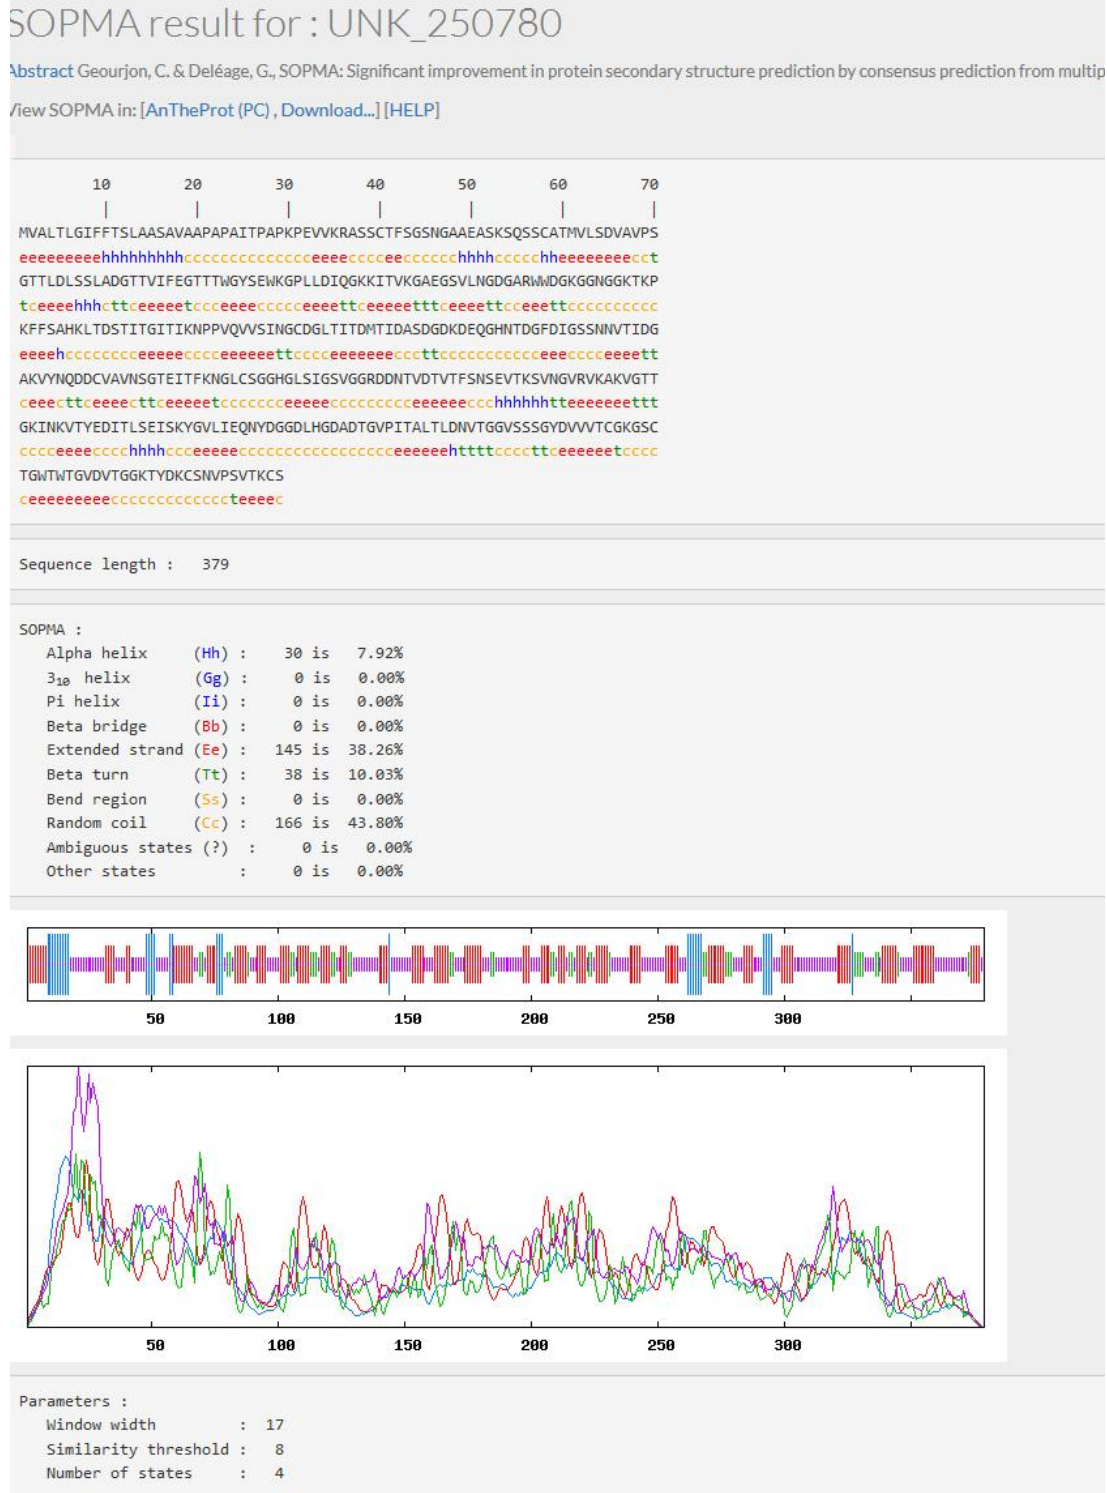 SOPMA result for : UNK_250780
Abstract Geourjon, C. & Deléage, G., SOPMA: Significant improvement in protein secondary structure prediction by consensus prediction from multip
View SOPMA in: [AnTheProt (PC) , Download...] [HELP]
10 20 30 40 50 60 70
| | | | | | |
MVALTLGIFFTSLAASAVAAPAPAITPAPKPEVVKRASSCTFSGSNGAAEASKSQSSCATMVLSDVAVPS
eeeeeeeeehhhhhhhhhcccccccccccccceeeecccceecccccchhhhccccchheeeeeeeecct
GTTLDLSSLADGTTVIFEGTTTWGYSEWKGPLLDIQGKKITVKGAEGSVLNGDGARWWDGKGGNGGKTKP
tceeeehhhcttceeeeetccceeeeccccceeeettceeeeettteeeettcceeettcccccccccc
KFFSAHKLTDSTITGITIKNPPVQVVSINGCDGLTITDMTIDASDGDKDEQGHNTDGFDIGSSNNVTIDG
eeeehcccccccceeeeecccceeeeeettcccceeeeeeecccttccccccccccceeecccceeeett
AKVYNQDDCVAVNSGTEITFKNGLCSGGHGLSIGSVGGRDDNTVDTVTFSNSEVTKSVNGVRVKAKVGTT
ceeecttceeeecttceeeeetccccccceeeeeccccccccceeeeeeccchhhhhhtteeeeeeettt
GKINKVTYEDITLSEISKYGVLIEQNYDGGDLHGDADTGVPITALTLDNVTGGVSSSGYDVVVTCGKGSC
cccceeeecccchhhhccceeeeeccccccccccccccccceeeeeehttttccccttceeeeeetcccc
TGWTWTGVDVTGGKTYDKCSNVPSVTKCS
ceeeeeeeeeccccccccccccteeeec
Sequence length : 379
SOPMA :
Alpha helix (Hh) : 30 is 7.92%
3₁₀ helix (Gg) : 0 is 0.00%
Pi helix (Ii) : 0 is 0.00%
Beta bridge (Bb) : 0 is 0.00%
Extended strand (Ee) : 145 is 38.26%
Beta turn (Tt) : 38 is 10.03%
Bend region (Ss) : 0 is 0.00%
Random coil (Cc) : 166 is 43.80%
Ambiguous states (?) : 0 is 0.00%
Other states : 0 is 0.00%
50 100 150 200 250 300
50 100 150 200 250 300
Parameters :
Window width : 17
Similarity threshold : 8
Number of states : 4